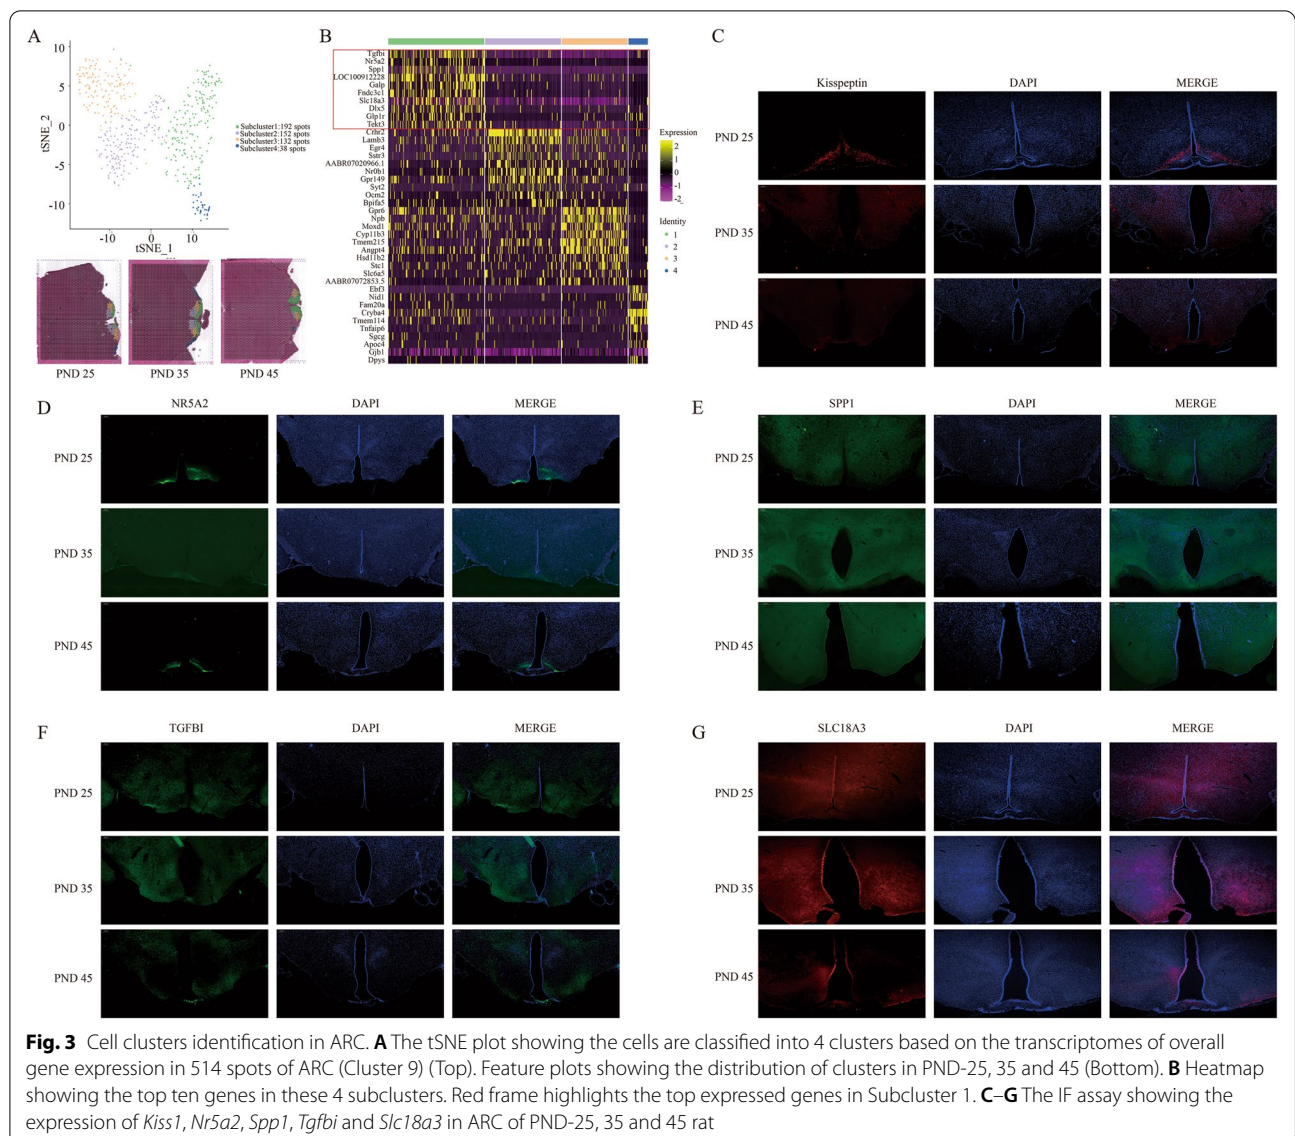 A
10
5
0
-5
-10
tSNE_2
-10
0
10
tSNE_1
Subcluster1:192 spots
Subcluster2:152 spots
Subcluster3:132 spots
Subcluster4:38 spots
PND 25
PND 35
PND 45
B
Tgfbi
Nr5a2
Spp1
LOC100912228
Galp
Fndc3c1
Slc18a3
Dlx5
Glp1r
Tekt3
Crhr2
Lamb3
Egr4
Sstr3
AABR07020966.1
Nr0b1
Gpr149
Syt2
Ocm2
Bpifa5
Gpr6
Npb
Moxd1
Cyp11b3
Tmem215
Angpt4
Hsd11b2
Stc1
Slc6a5
AABR07072853.5
Ebf3
Nid1
Fam20a
Cryba4
Tmem114
Tnfaip6
Sgcg
Apoc4
Gjb1
Dpys
Expression
2
1
0
-1
-2
Identity
1
2
3
4
C
Kisspeptin
DAPI
MERGE
PND 25
PND 35
PND 45
D
NR5A2
DAPI
MERGE
PND 25
PND 35
PND 45
E
SPP1
DAPI
MERGE
PND 25
PND 35
PND 45
F
TGFBI
DAPI
MERGE
PND 25
PND 35
PND 45
G
SLC18A3
DAPI
MERGE
PND 25
PND 35
PND 45
Fig. 3 Cell clusters identification in ARC. A The tSNE plot showing the cells are classified into 4 clusters based on the transcriptomes of overall
gene expression in 514 spots of ARC (Cluster 9) (Top). Feature plots showing the distribution of clusters in PND-25, 35 and 45 (Bottom). B Heatmap
showing the top ten genes in these 4 subclusters. Red frame highlights the top expressed genes in Subcluster 1. C–G The IF assay showing the
expression of Kiss1, Nr5a2, Spp1, Tgfbi and Slc18a3 in ARC of PND-25, 35 and 45 rat